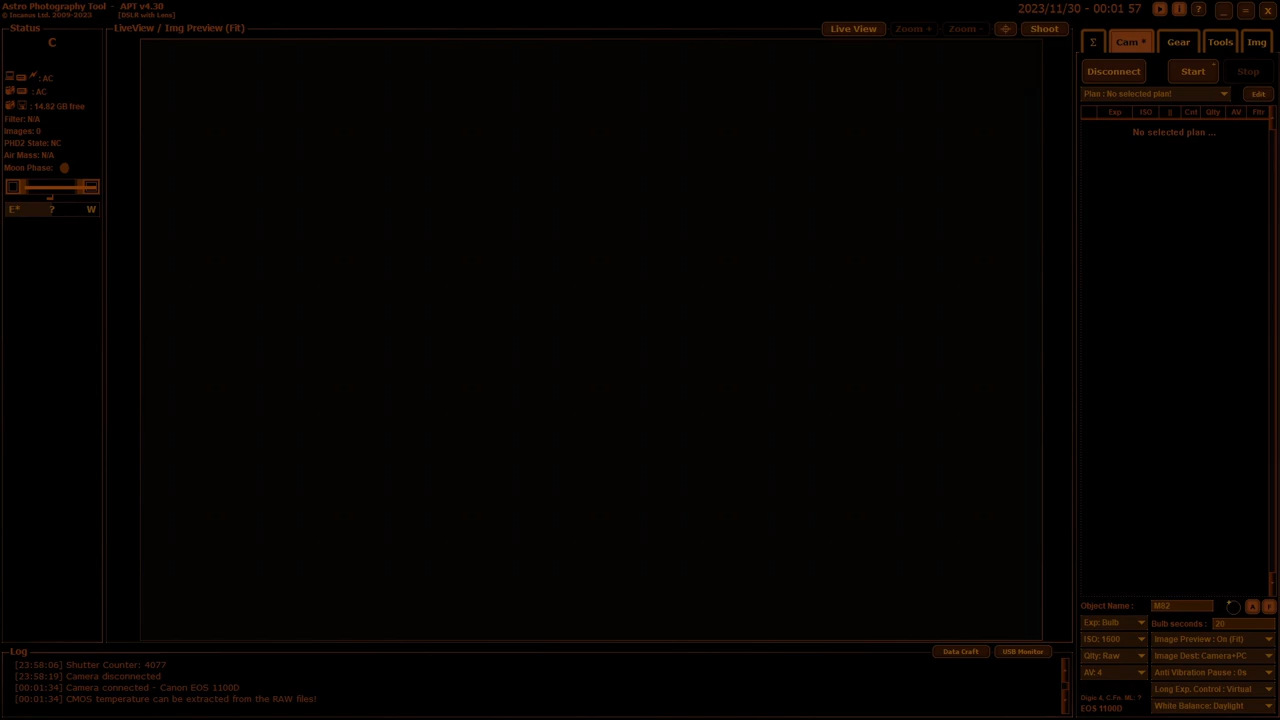 Astro Photography Tool - APT v4.30
© Incanus Ltd. 2009-2023 [DSLR with Lens]
2023/11/30 - 00:01 57
i ? _ = X
Status
C
: AC
: AC
: 14.82 GB free
Filter: N/A
Images: 0
PHD2 State: NC
Air Mass: N/A
Moon Phase:
E* ? W
LiveView / Img Preview (Fit)
Live View Zoom + Zoom - Shoot
Σ Cam * Gear Tools Img
Disconnect Start + Stop
Plan : No selected plan! Edit
Exp ISO || Cnt Qlty AV Fltr
No selected plan ...
Object Name : M82
Exp: Bulb Bulb seconds : 20
ISO: 1600 Image Preview : On (Fit)
Qlty: Raw Image Dest: Camera+PC
AV: 4 Anti Vibration Pause : 0s
Long Exp. Control : Virtual
Digic 4, C.Fn. ML: ?
EOS 1100D White Balance: Daylight
Log Data Craft USB Monitor
[23:58:06] Shutter Counter: 4077
[23:58:19] Camera disconnected
[00:01:34] Camera connected - Canon EOS 1100D
[00:01:34] CMOS temperature can be extracted from the RAW files!